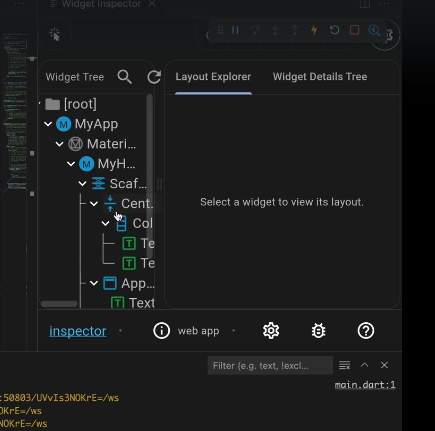 Widget Inspector
Widget Tree
Layout Explorer
Widget Details Tree
[root]
M MyApp
M Materi...
M MyH...
Scaf...
Cent.
Select a widget to view its layout.
Col
T Te
T Te
App...
T Text
inspector
web app
Filter (e.g. text, !excl...
main.dart:1
:50803/UVvIs3NOKrE=/ws
OKrE=/ws
NOKrE=/ws